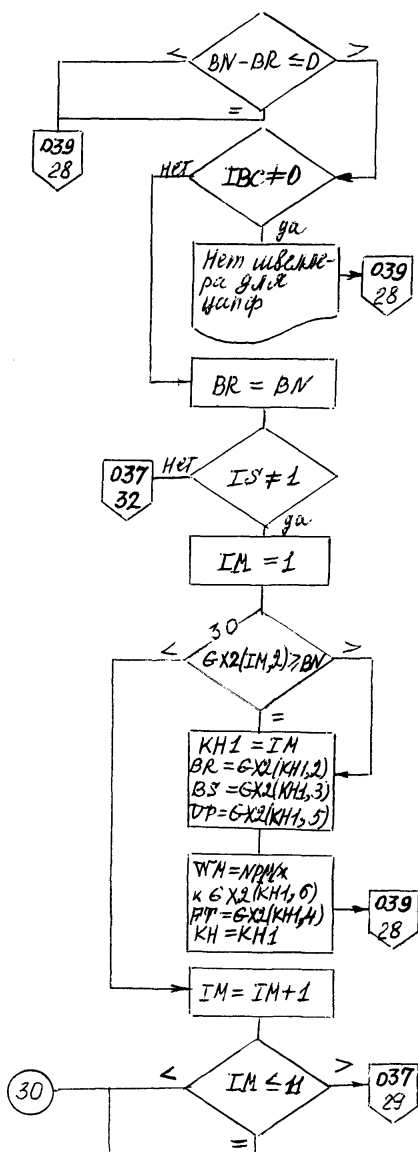 BN-BR ≤ 0
<
>
=
039
28
IBC ≠ 0
нет
да
Нет швелле-
ра для
цапф
039
28
BR = BN
IS ≠ 1
нет
037
32
да
IM = 1
30
GX2(IM,2) ≥ BN
<
>
=
KH1 = IM
BR = GX2(KH1,2)
BS = GX2(KH1,3)
DP = GX2(KH1,5)
WM = NPM×
× GX2(KH1,6)
PT = GX2(KH1,4)
KH = KH1
039
28
IM = IM+1
30
<
IM ≤ 11
>
037
29
=